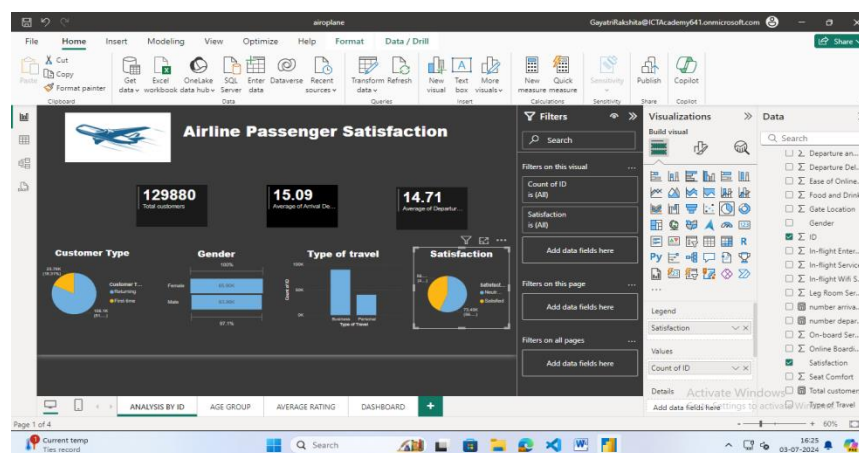 airoplane
GayatriRakshita@ICTAcademy641.onmicrosoft.com
File Home Insert Modeling View Optimize Help Format Data / Drill
Share
Paste
Cut
Copy
Format painter
Get data
Excel workbook
OneLake data hub
SQL Server
Enter data
Dataverse
Recent sources
Transform data
Refresh
New visual
Text box
More visuals
New measure
Quick measure
Sensitivity
Publish
Copilot
Clipboard Data Queries Insert Calculations Sensitivity Share Copilot
Airline Passenger Satisfaction
129880
Total customers
15.09
Average of Arrival De...
14.71
Average of Departur...
Customer Type
Customer T...
Returning
First-time
Gender
100%
Female
Male
Type of travel
Count of ID
0K
Business Personal
Type of Travel
Satisfaction
Satisfied
Filters
Search
Filters on this visual ...
Count of ID
is (All)
Satisfaction
is (All)
Add data fields here
Filters on this page ...
Add data fields here
Filters on all pages ...
Add data fields here
Visualizations
Build visual
R
Py
...
Legend
Satisfaction
Values
Count of ID
Details
Add data fields here
Data
Search
Departure an...
Departure Del...
Ease of Online...
Food and Drink
Gate Location
Gender
ID
In-flight Enter...
In-flight Service
In-flight Wifi S...
Leg Room Ser...
number arriva...
number depar...
On-board Ser...
Online Boardi...
Satisfaction
Seat Comfort
Total customer
Type of Travel
Activate Windows
ANALYSIS BY ID AGE GROUP AVERAGE RATING DASHBOARD +
Page 1 of 4
60%
Current temp
Ties record
Search
16:25
03-07-2024